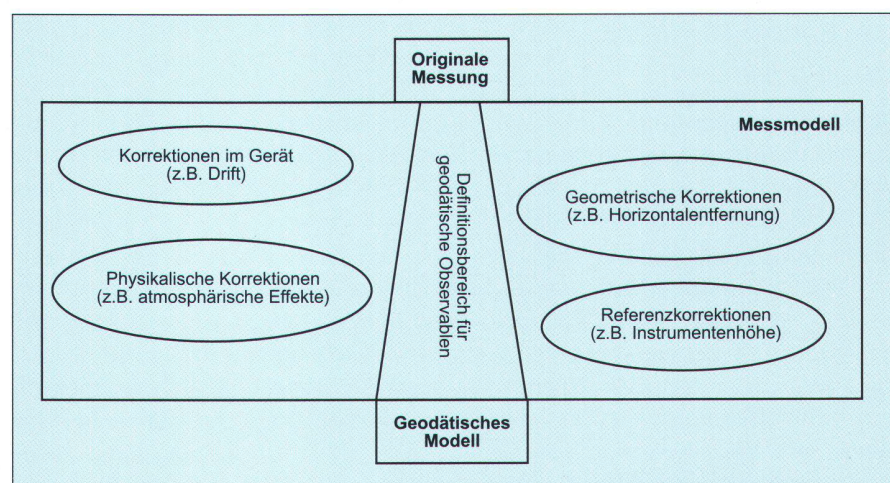 Originale
Messung
Messmodell
Korrektionen im Gerät
(z.B. Drift)
Physikalische Korrektionen
(z.B. atmosphärische Effekte)
Definitionsbereich für
geodätische Observablen
Geometrische Korrektionen
(z.B. Horizontalentfernung)
Referenzkorrektionen
(z.B. Instrumentenhöhe)
Geodätisches
Modell